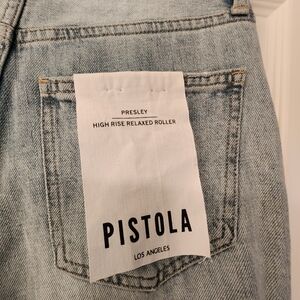 PRESLEY
HIGH RISE RELAXED ROLLER
PISTOLA
LOS ANGELES